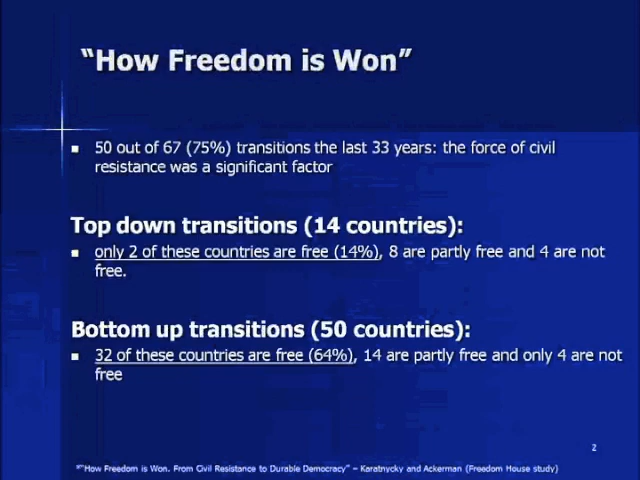 “How Freedom is Won”
50 out of 67 (75%) transitions the last 33 years: the force of civil
resistance was a significant factor
Top down transitions (14 countries):
only 2 of these countries are free (14%), 8 are partly free and 4 are not
free.
Bottom up transitions (50 countries):
32 of these countries are free (64%), 14 are partly free and only 4 are not
free
2
*“How Freedom is Won. From Civil Resistance to Durable Democracy” – Karatnycky and Ackerman (Freedom House study)